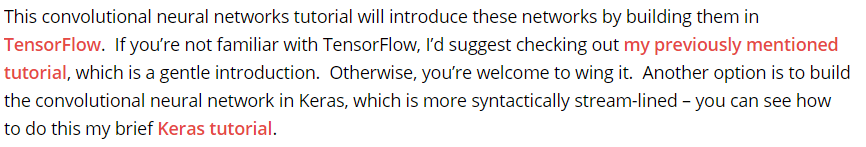 This convolutional neural networks tutorial will introduce these networks by building them in
TensorFlow.  If you’re not familiar with TensorFlow, I’d suggest checking out my previously mentioned
tutorial, which is a gentle introduction.  Otherwise, you’re welcome to wing it.  Another option is to build
the convolutional neural network in Keras, which is more syntactically stream-lined – you can see how
to do this my brief Keras tutorial.